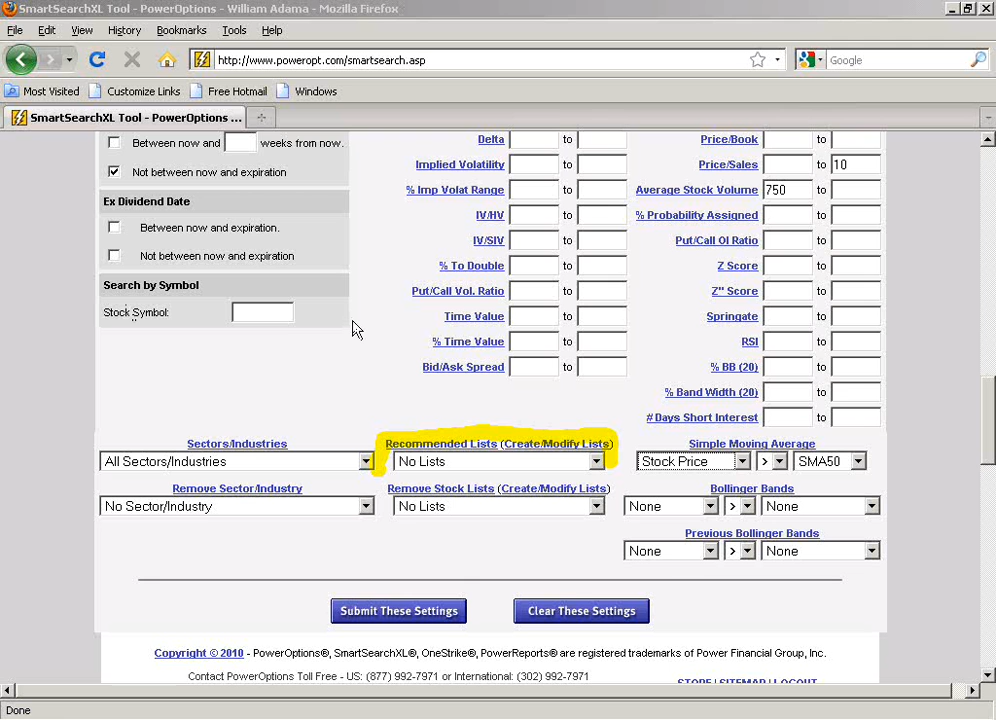 SmartSearchXL Tool - PowerOptions - William Adama - Mozilla Firefox
File Edit View History Bookmarks Tools Help
http://www.poweropt.com/smartsearch.asp Google
Most Visited Customize Links Free Hotmail Windows
SmartSearchXL Tool - PowerOptions ...
Between now and weeks from now.
Not between now and expiration
Ex Dividend Date
Between now and expiration.
Not between now and expiration
Search by Symbol
Stock Symbol:
Delta to
Implied Volatility to
% Imp Volat Range to
IV/HV to
IV/SIV to
% To Double to
Put/Call Vol. Ratio to
Time Value to
% Time Value to
Bid/Ask Spread to
Price/Book to
Price/Sales to 10
Average Stock Volume 750 to
% Probability Assigned to
Put/Call OI Ratio to
Z Score to
Z" Score to
Springate to
RSI to
% BB (20) to
% Band Width (20) to
# Days Short Interest to
Sectors/Industries
All Sectors/Industries
Remove Sector/Industry
No Sector/Industry
Recommended Lists (Create/Modify Lists)
No Lists
Remove Stock Lists (Create/Modify Lists)
No Lists
Simple Moving Average
Stock Price > SMA50
Bollinger Bands
None > None
Previous Bollinger Bands
None > None
Submit These Settings Clear These Settings
Copyright © 2010 - PowerOptions®, SmartSearchXL®, OneStrike®, PowerReports® are registered trademarks of Power Financial Group, Inc.
Contact PowerOptions Toll Free - US: (877) 992-7971 or International: (302) 992-7971
STORE | SITEMAP | LOGOUT
Done